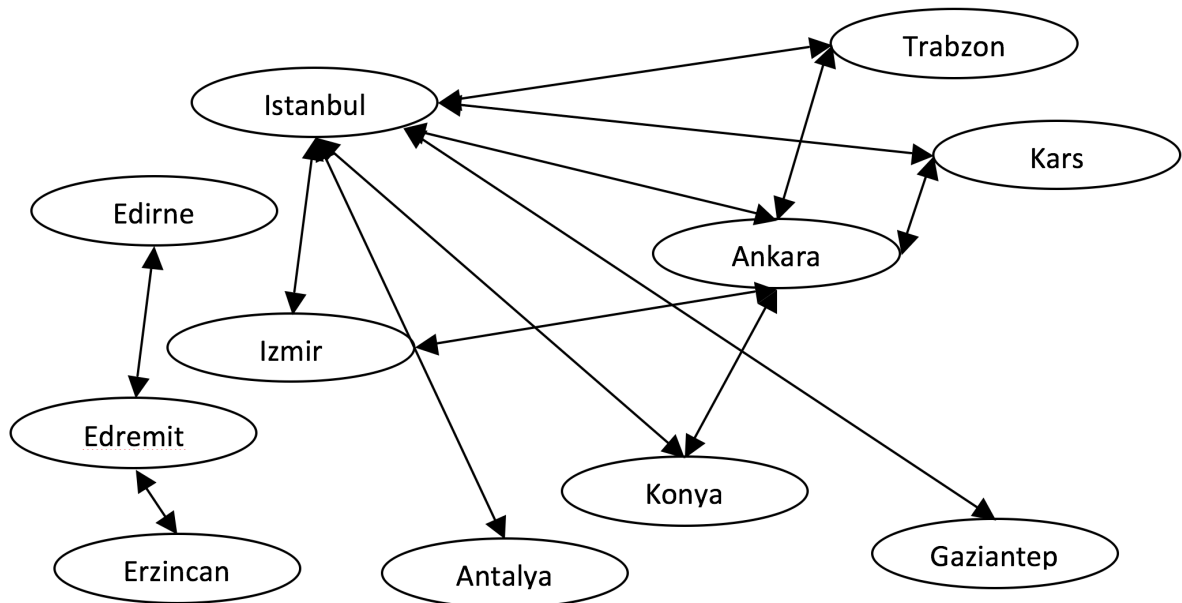 Trabzon
Istanbul
Kars
Edirne
Ankara
Izmir
Edremit
Konya
Gaziantep
Erzincan
Antalya